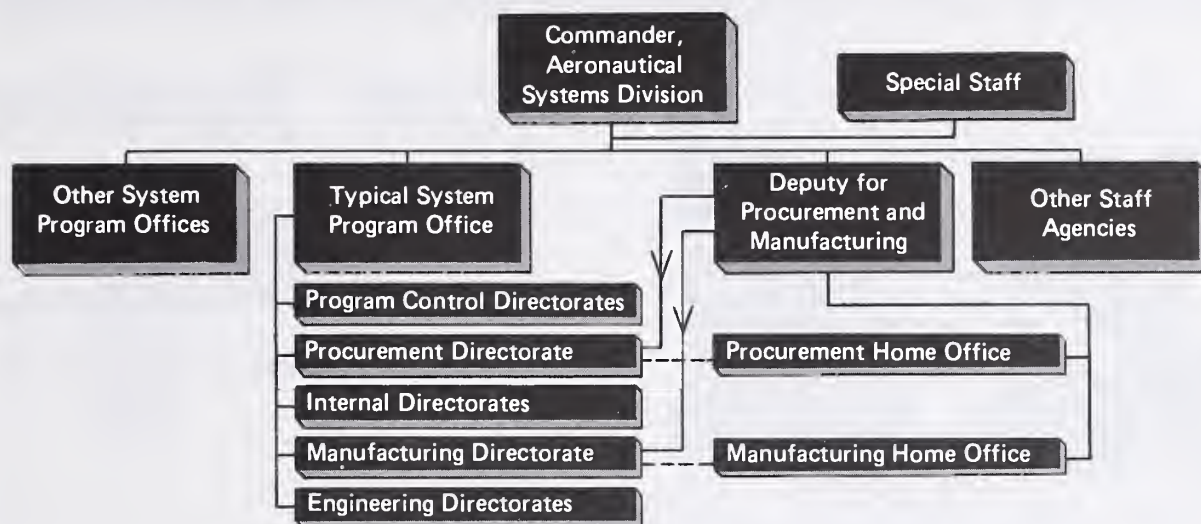 Commander,
Aeronautical
Systems Division
Special Staff
Other System
Program Offices
Typical System
Program Office
Deputy for
Procurement and
Manufacturing
Other Staff
Agencies
Program Control Directorates
Procurement Directorate
Procurement Home Office
Internal Directorates
Manufacturing Directorate
Manufacturing Home Office
Engineering Directorates